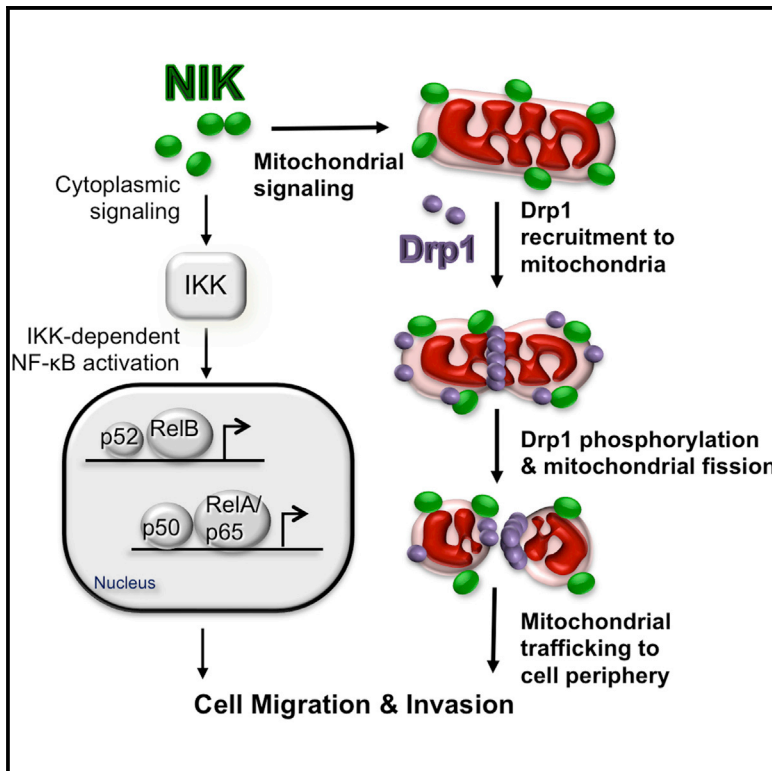 NIK
Cytoplasmic
signaling
Mitochondrial
signaling
IKK
IKK-dependent
NF-κB activation
p52
RelB
p50
RelA/
p65
Nucleus
Drp1
Drp1
recruitment to
mitochondria
Drp1 phosphorylation
& mitochondrial fission
Mitochondrial
trafficking to
cell periphery
Cell Migration & Invasion